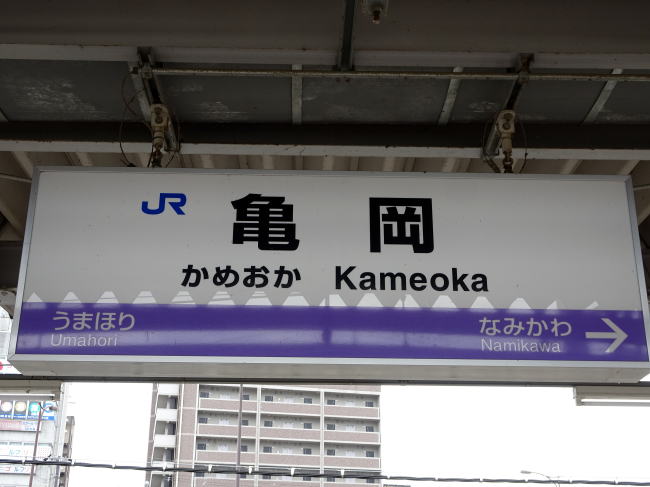 JR 亀岡
かめおか Kameoka
うまほり なみかわ →
Umahori Namikawa